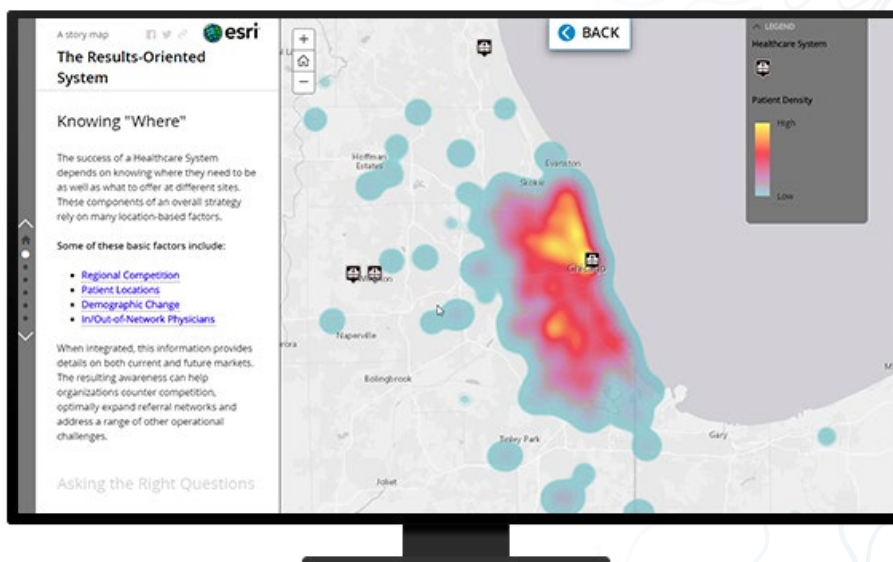 A story map
esri
The Results-Oriented
System
Knowing "Where"
The success of a Healthcare System
depends on knowing where they need to be
as well as what to offer at different sites.
These components of an overall strategy
rely on many location-based factors.
Some of these basic factors include:
Regional Competition
Patient Locations
Demographic Change
In/Out-of-Network Physicians
When integrated, this information provides
details on both current and future markets.
The resulting awareness can help
organizations counter competition,
optimally expand referral networks and
address a range of other operational
challenges.
Asking the Right Questions
+
−
BACK
LEGEND
Healthcare System
Patient Density
High
Low
Hoffman
Estates
Evanston
Skokie
Chicago
Naperville
Bolingbrook
Tinley Park
Gary
Joliet